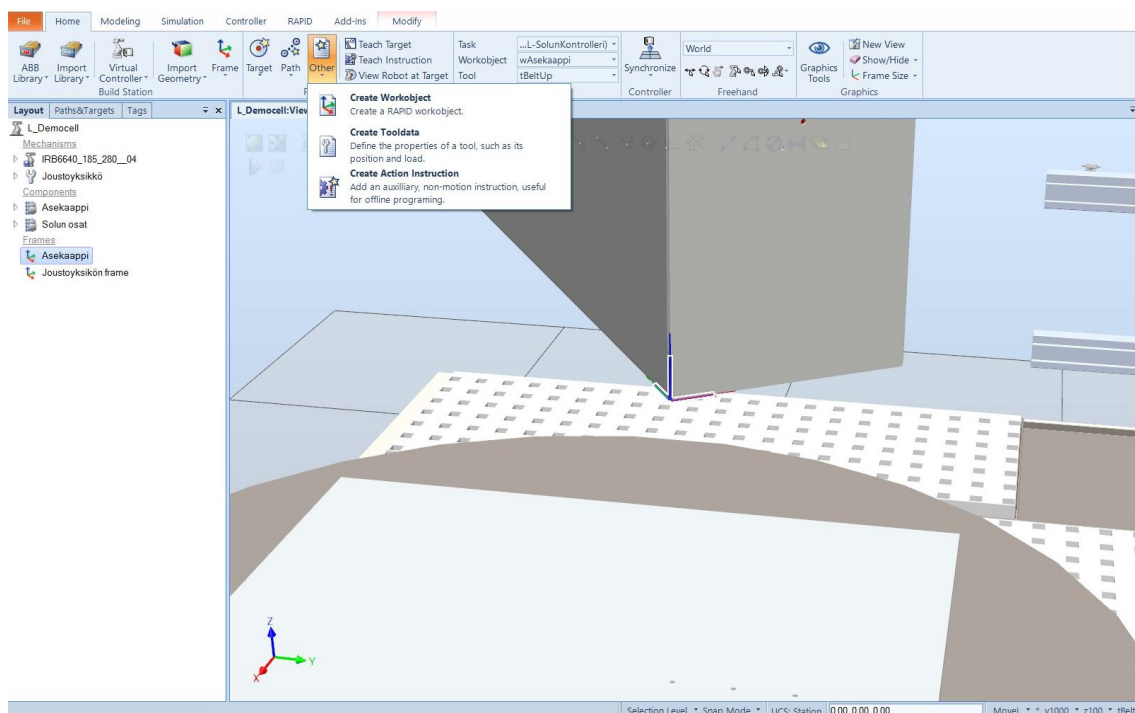 File Home Modeling Simulation Controller RAPID Add-Ins Modify
ABB Library Import Library Virtual Controller Import Geometry Frame Target Path Other
Teach Target
Teach Instruction
View Robot at Target
Task ...L-SolunKontrolleri)
Workobject wAsekaappi
Tool tBeltUp
Synchronize
World
Graphics Tools
New View
Show/Hide
Frame Size
Build Station
Controller Freehand Graphics
Layout Paths&Targets Tags
L_Democell:View
L_Democell
Mechanisms
IRB6640_185_280__04
Joustoyksikkö
Components
Asekaappi
Solun osat
Frames
Asekaappi
Joustoyksikön frame
Create Workobject
Create a RAPID workobject.
Create Tooldata
Define the properties of a tool, such as its
position and load.
Create Action Instruction
Add an auxilliary, non-motion instruction, useful
for offline programing.
Z
Y
X
Selection Level Snap Mode UCS: Station 0.00 0.00 0.00 MoveL * v1000 z100 tBelt